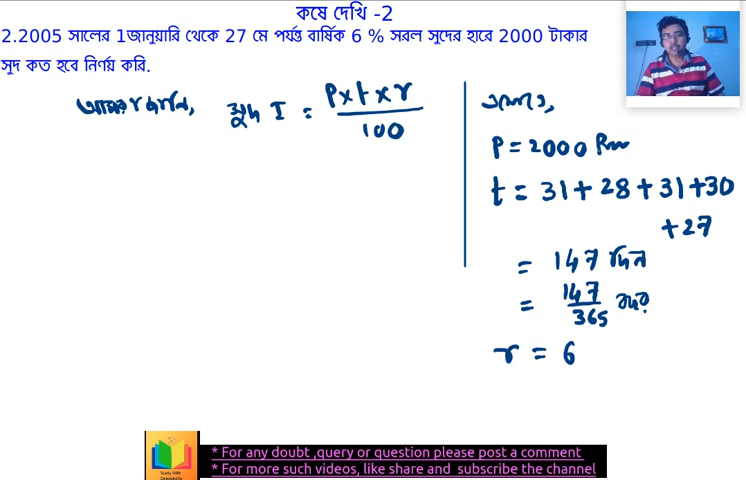 কষে দেখি -2
2.2005 সালের 1জানুয়ারি থেকে 27 মে পর্যন্ত বার্ষিক 6 % সরল সুদের হারে 2000 টাকার
সুদ কত হবে নির্ণয় করি.
আমরা জানি,
সুদ I = P×t×r / 100
এখানে,
P = 2000
t = 31 + 28 + 31 + 30
+ 27
= 147 দিন
= 147/365 বছর
r = 6
Study With
* For any doubt ,query or question please post a comment
* For more such videos, like share and subscribe the channel